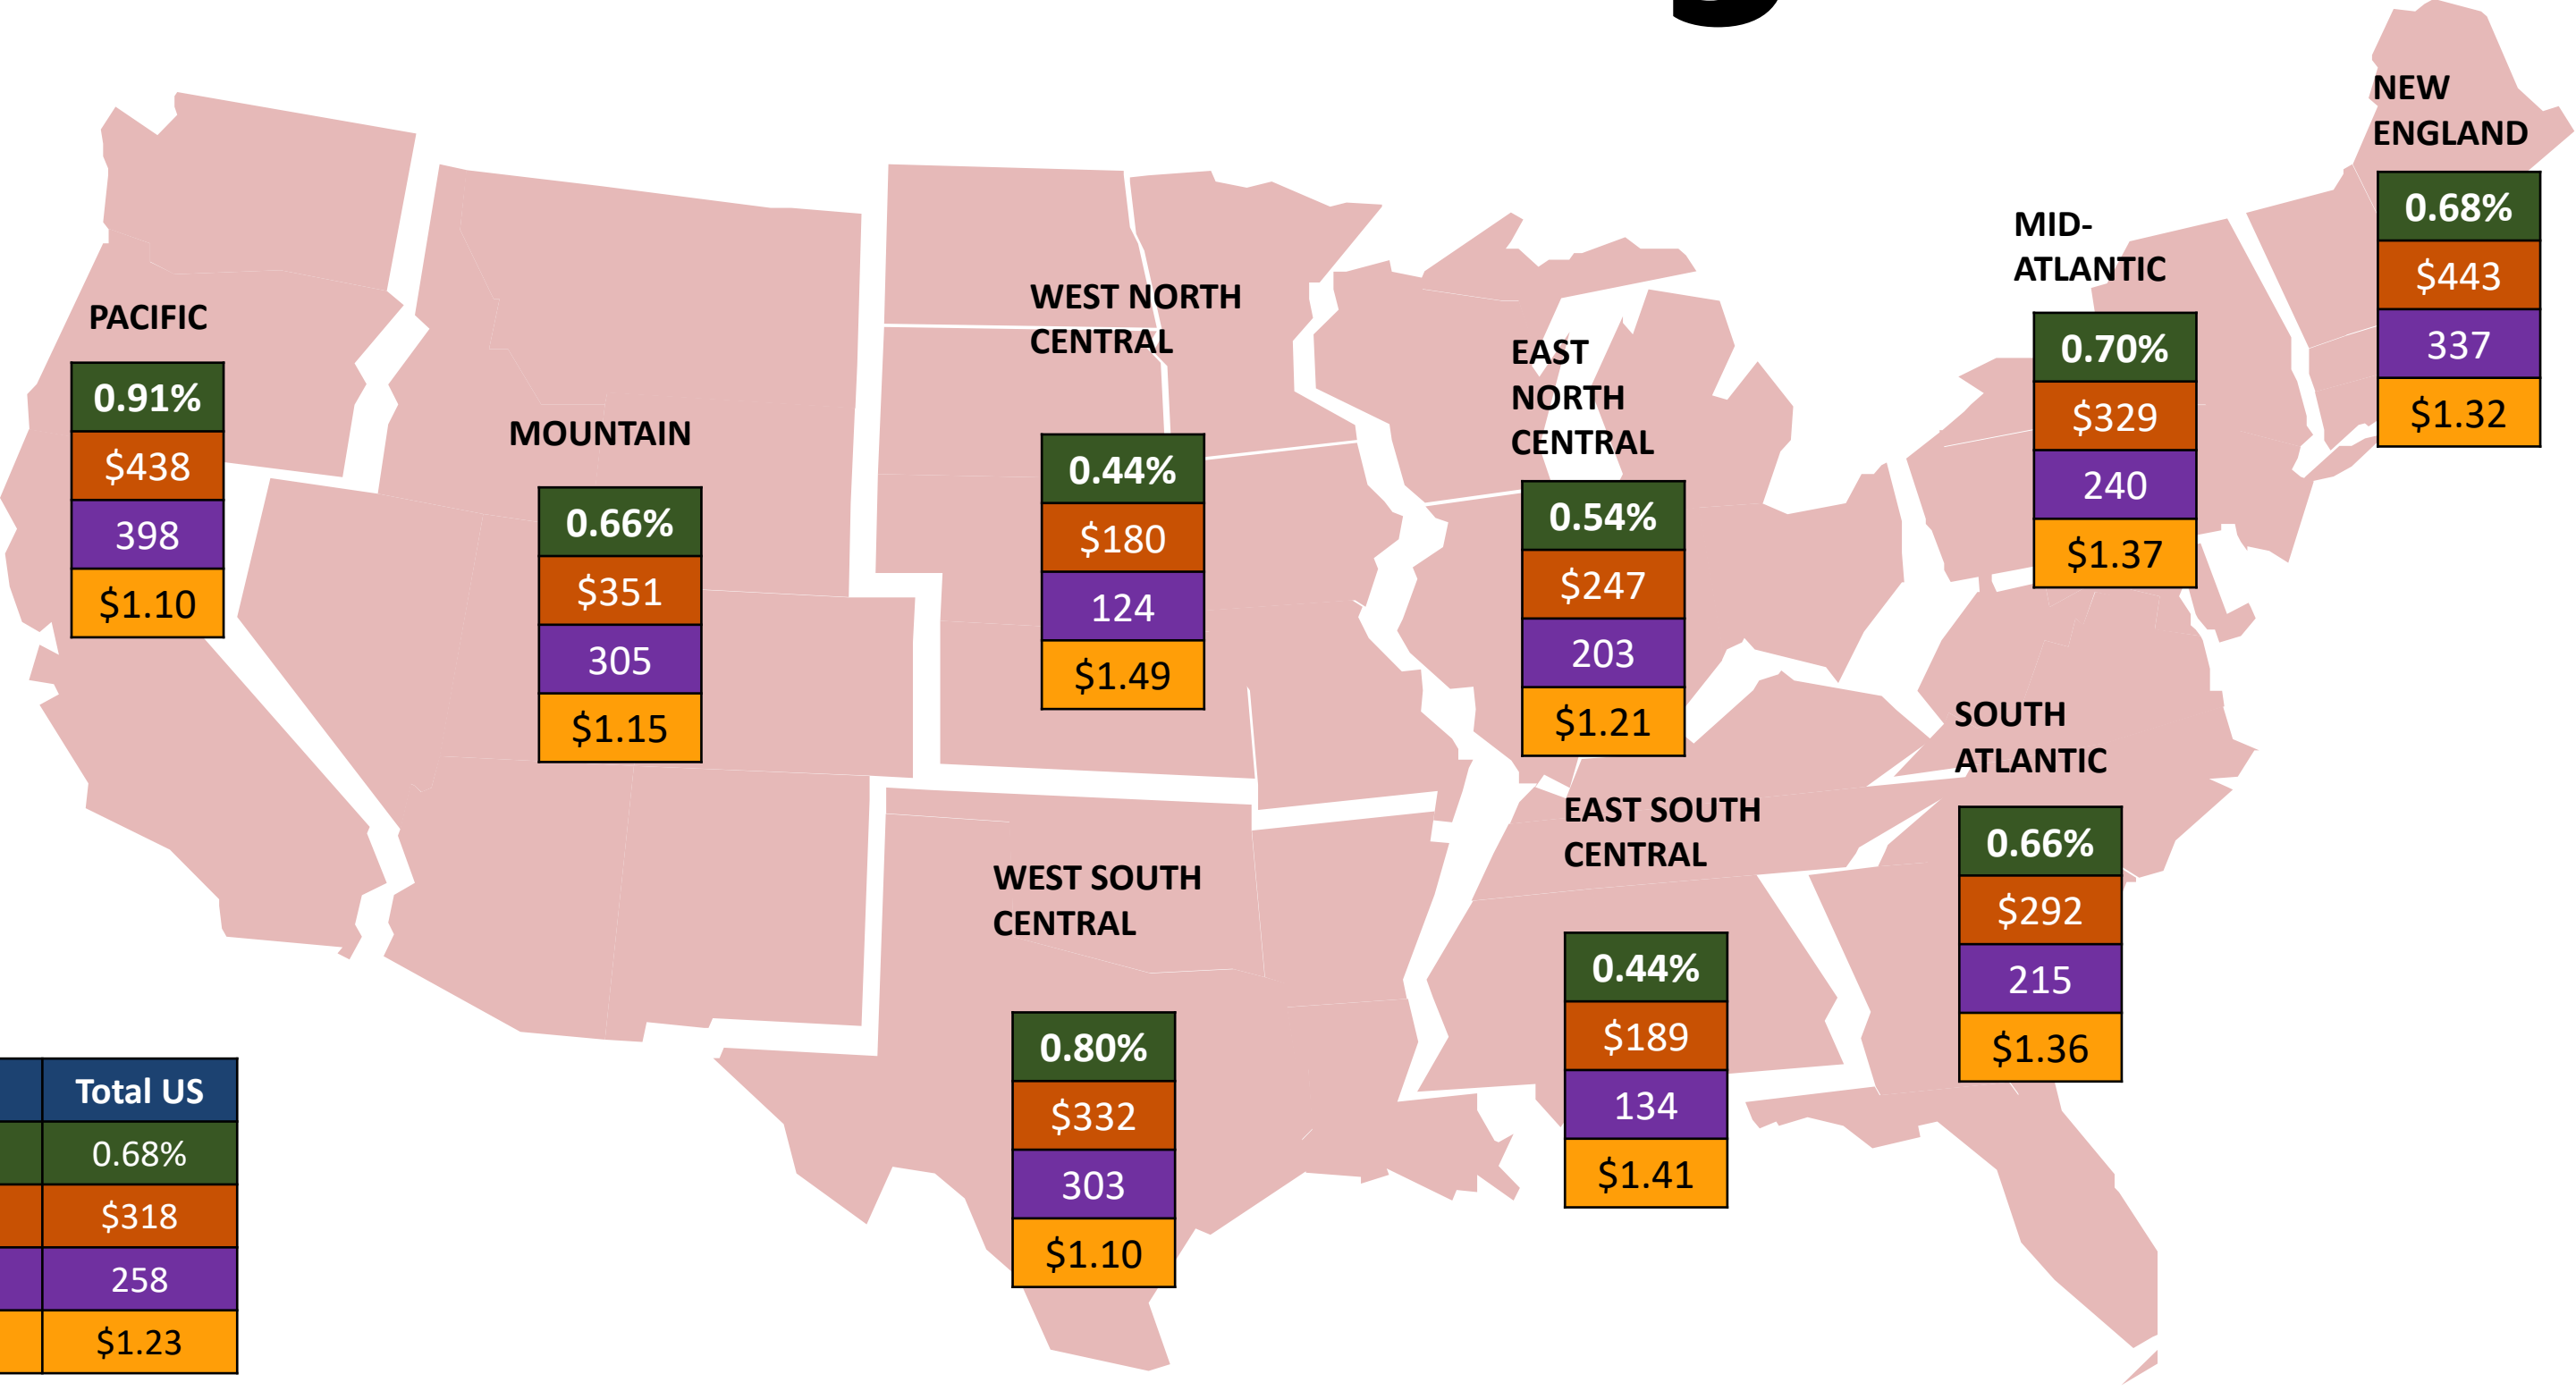 NEW
ENGLAND
0.68%
$443
337
$1.32
MID-
ATLANTIC
0.70%
$329
240
$1.37
PACIFIC
0.91%
$438
398
$1.10
WEST NORTH
CENTRAL
0.44%
$180
124
$1.49
EAST
NORTH
CENTRAL
0.54%
$247
203
$1.21
MOUNTAIN
0.66%
$351
305
$1.15
SOUTH
ATLANTIC
0.66%
$292
215
$1.36
EAST SOUTH
CENTRAL
0.44%
$189
134
$1.41
WEST SOUTH
CENTRAL
0.80%
$332
303
$1.10
Total US
0.68%
$318
258
$1.23